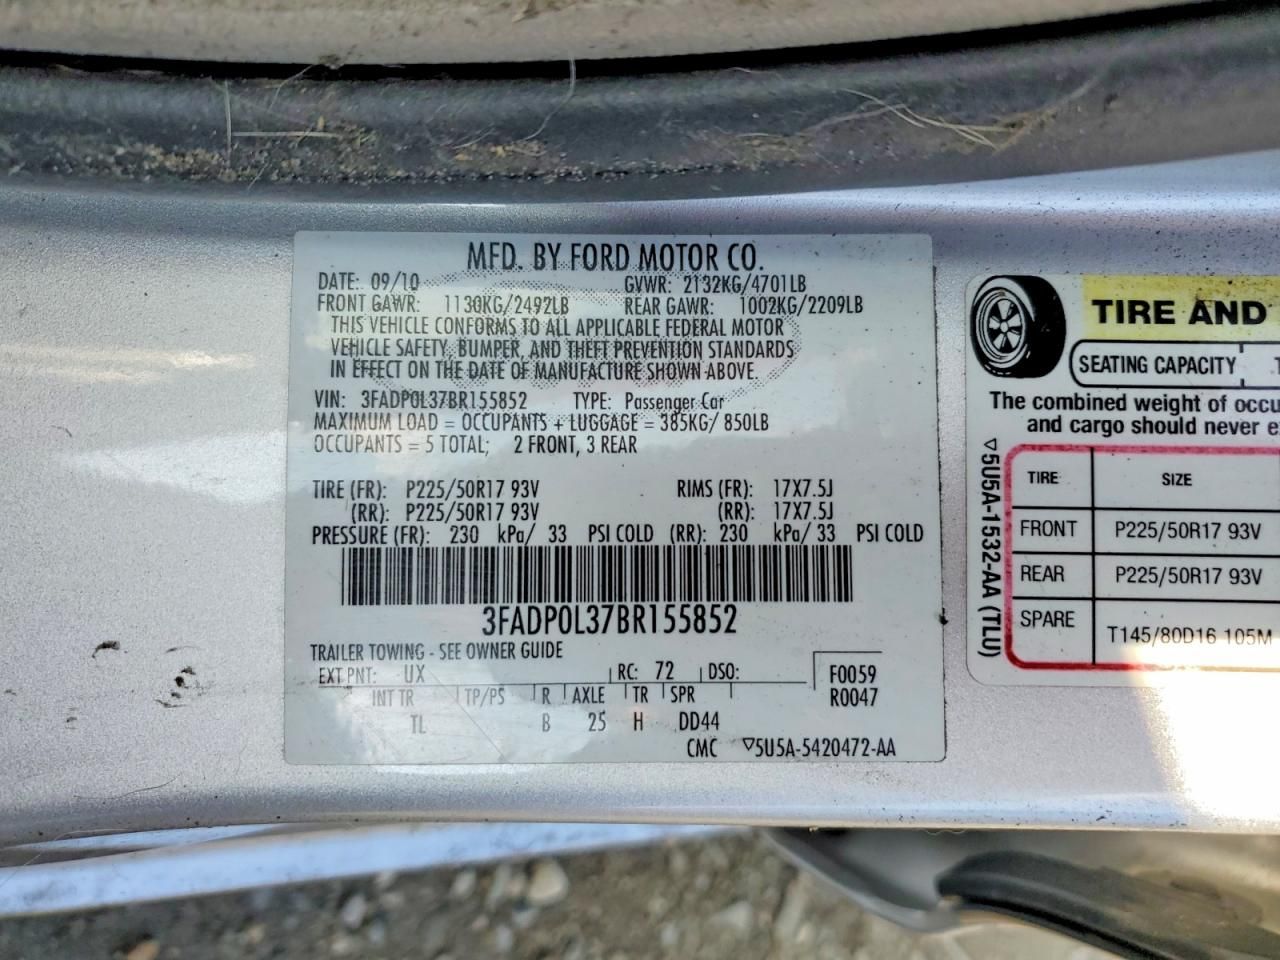 MFD. BY FORD MOTOR CO.
DATE: 09/10 GVWR: 2132KG/4701LB
FRONT GAWR: 1130KG/2492LB REAR GAWR: 1002KG/2209LB
THIS VEHICLE CONFORMS TO ALL APPLICABLE FEDERAL MOTOR
VEHICLE SAFETY, BUMPER, AND THEFT PREVENTION STANDARDS
IN EFFECT ON THE DATE OF MANUFACTURE SHOWN ABOVE.
VIN: 3FADP0L37BR155852 TYPE: Passenger Car
MAXIMUM LOAD = OCCUPANTS + LUGGAGE = 385KG/ 850LB
OCCUPANTS = 5 TOTAL; 2 FRONT, 3 REAR
TIRE (FR): P225/50R17 93V RIMS (FR): 17X7.5J
(RR): P225/50R17 93V (RR): 17X7.5J
PRESSURE (FR): 230 kPa/ 33 PSI COLD (RR): 230 kPa/ 33 PSI COLD
3FADP0L37BR155852
TRAILER TOWING - SEE OWNER GUIDE
EXT PNT: UX RC: 72 DSO: F0059
INT TR TP/PS R AXLE TR SPR R0047
TL B 25 H DD44
CMC ▽5U5A-5420472-AA
TIRE AND
SEATING CAPACITY
The combined weight of occu
and cargo should never e
▽5U5A-1532-AA (TLU)
TIRE SIZE
FRONT P225/50R17 93V
REAR P225/50R17 93V
SPARE T145/80D16 105M